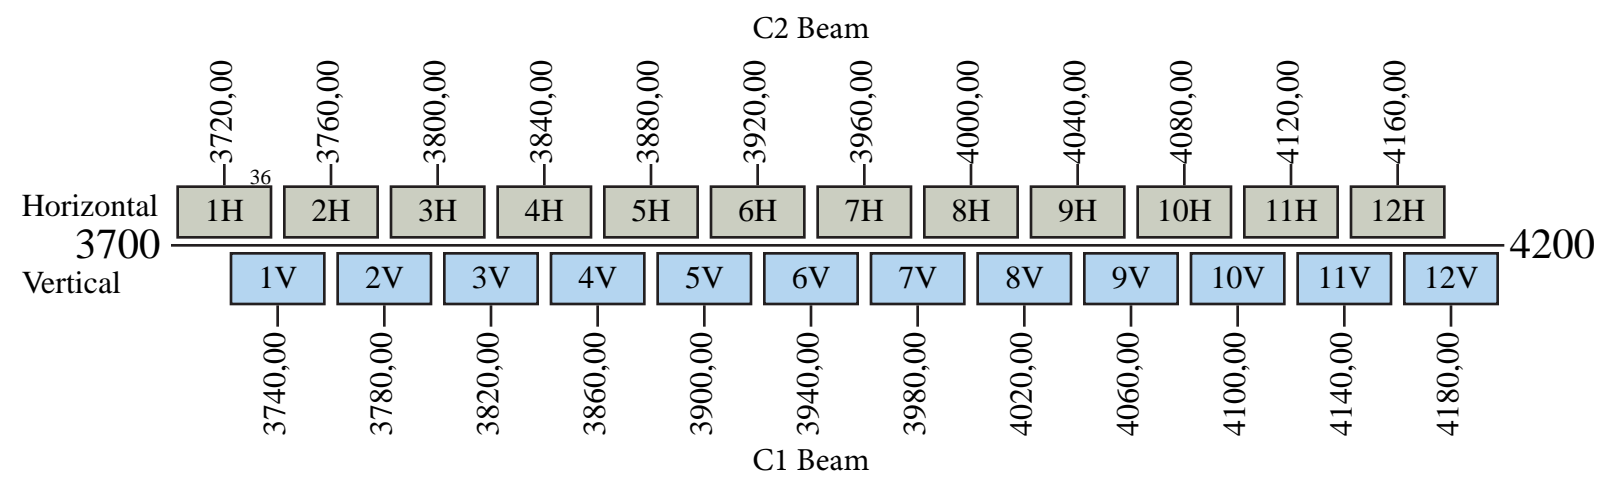 C2 Beam
3720,00 3760,00 3800,00 3840,00 3880,00 3920,00 3960,00 4000,00 4040,00 4080,00 4120,00 4160,00
36
Horizontal 1H 2H 3H 4H 5H 6H 7H 8H 9H 10H 11H 12H
3700 4200
Vertical 1V 2V 3V 4V 5V 6V 7V 8V 9V 10V 11V 12V
3740,00 3780,00 3820,00 3860,00 3900,00 3940,00 3980,00 4020,00 4060,00 4100,00 4140,00 4180,00
C1 Beam